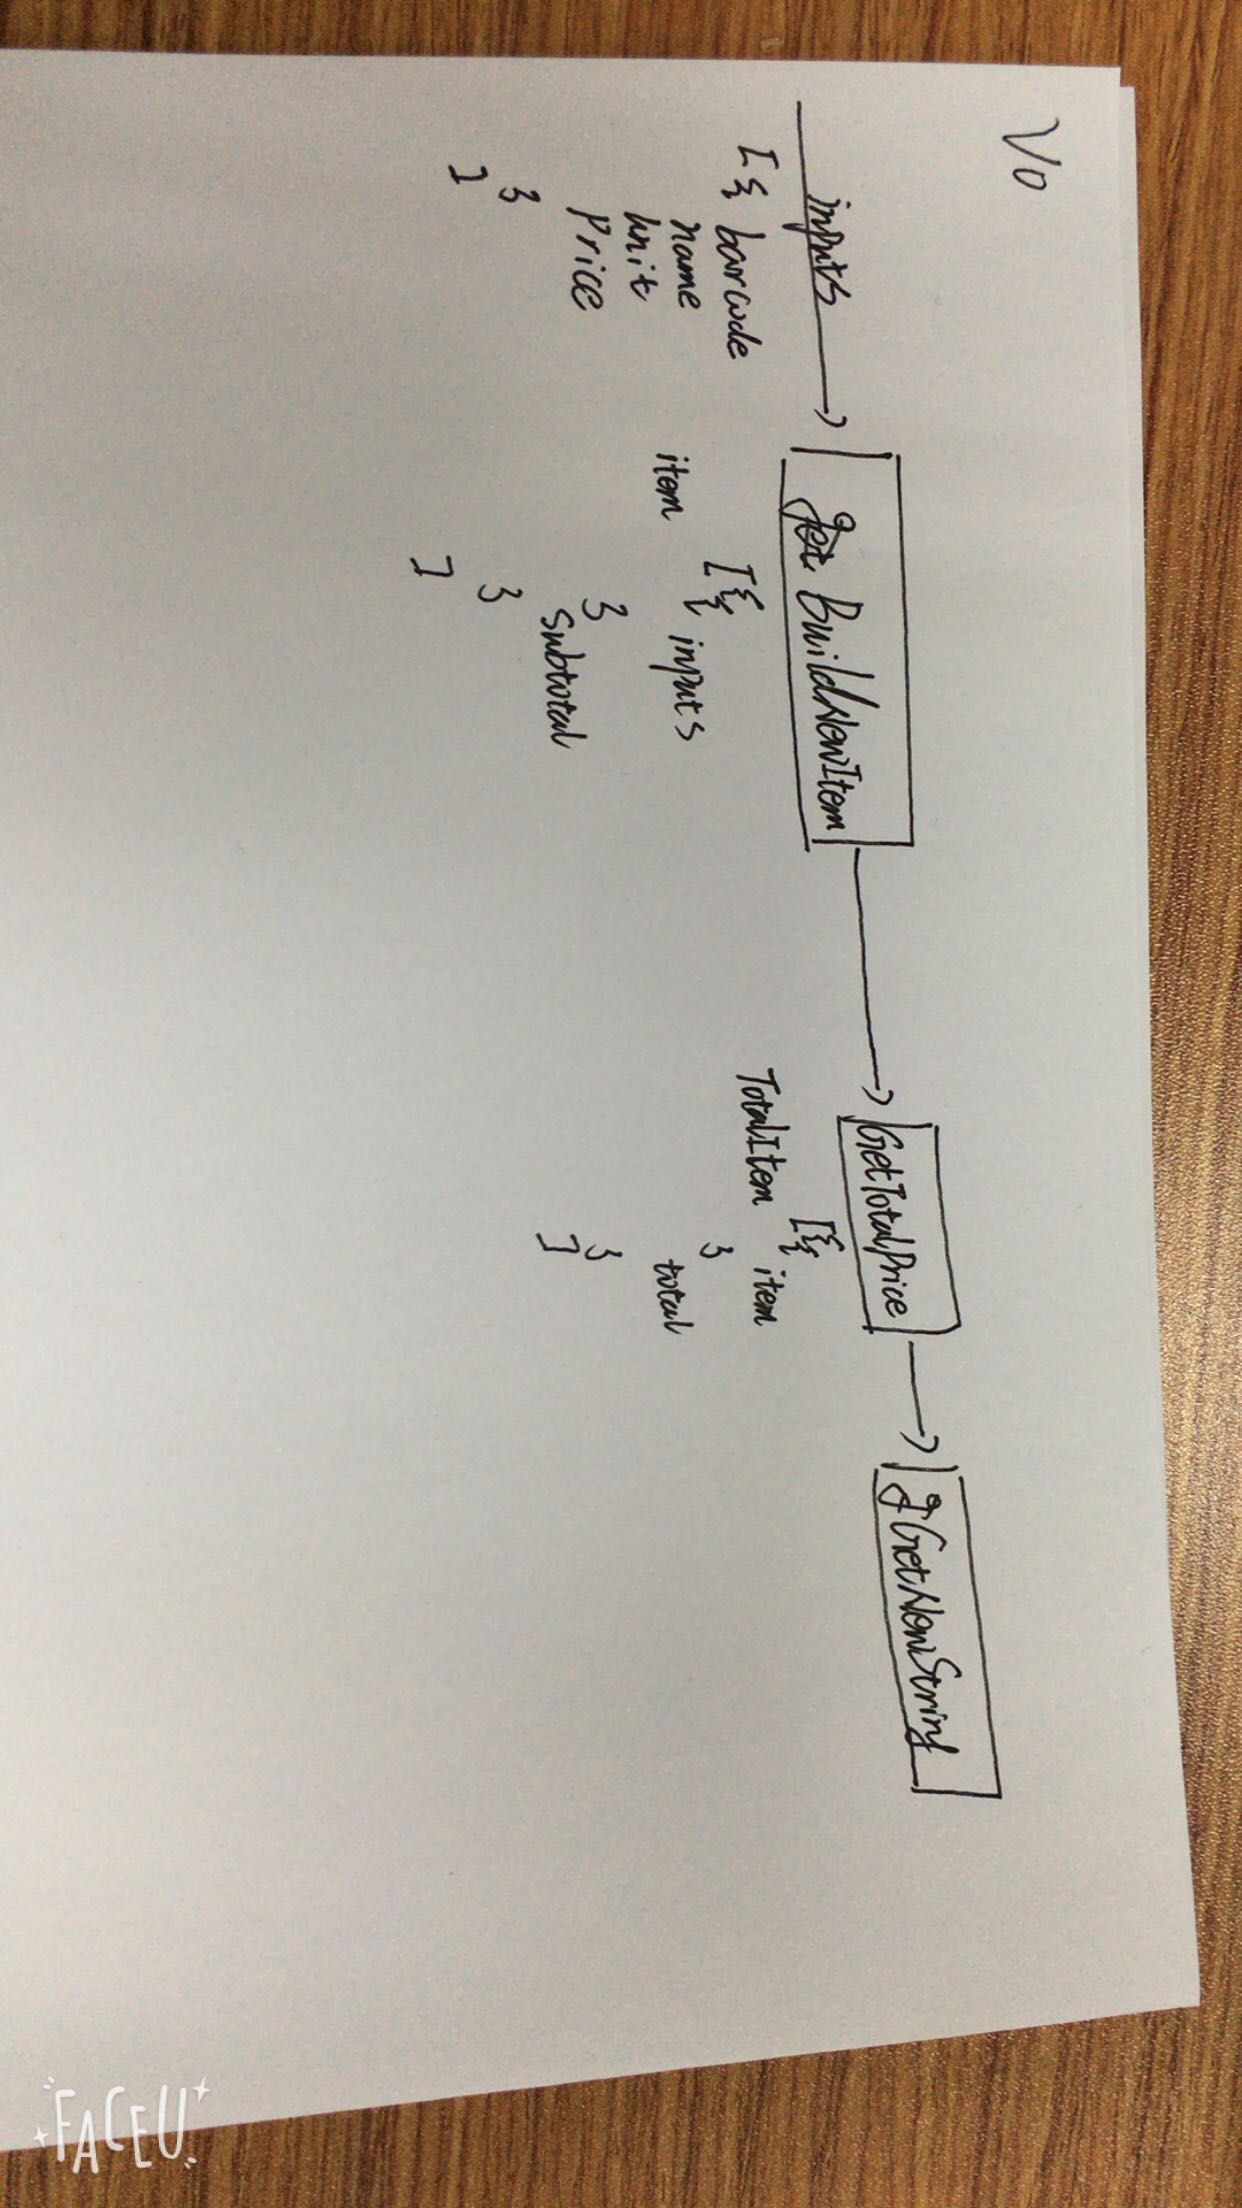 V0
inputs
[{ barcode
name
unit
Price
}
]
BuildNewItem
item [{{ inputs
}
subtotal
}
]
GetTotalPrice
TotalItem [{{ item
}
total
}
]
GetNewString
FACEU